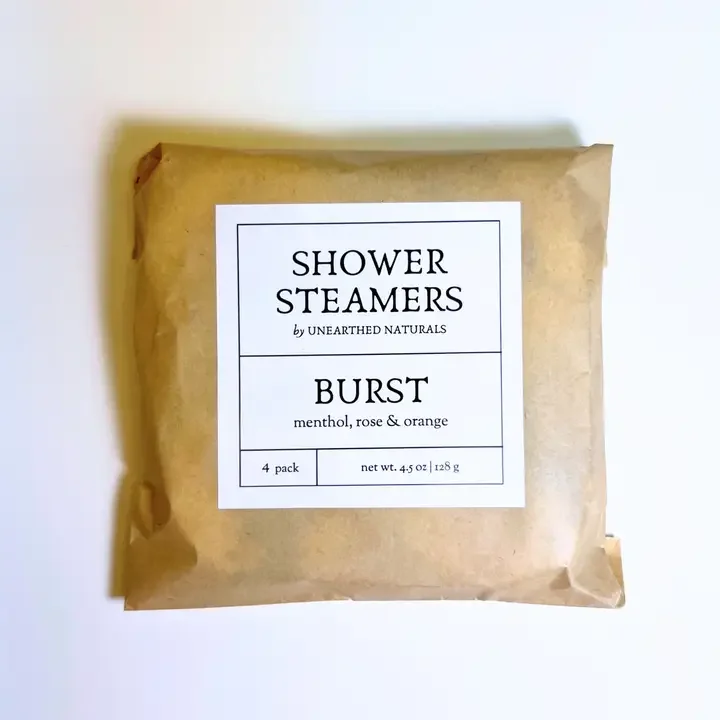 SHOWER
STEAMERS
by UNEARTHED NATURALS
BURST
menthol, rose & orange
4 pack
net wt. 4.5 oz | 128 g